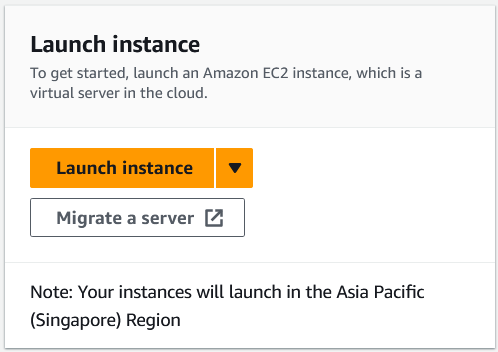 Launch instance
To get started, launch an Amazon EC2 instance, which is a
virtual server in the cloud.
Launch instance
Migrate a server
Note: Your instances will launch in the Asia Pacific
(Singapore) Region